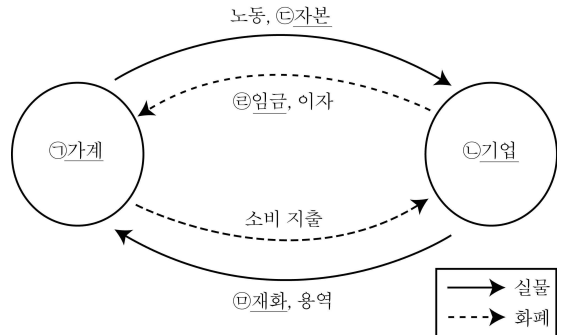 노동, ㉢자본
㉣임금, 이자
㉠가계
㉡기업
소비 지출
㉤재화, 용역
실물
화폐